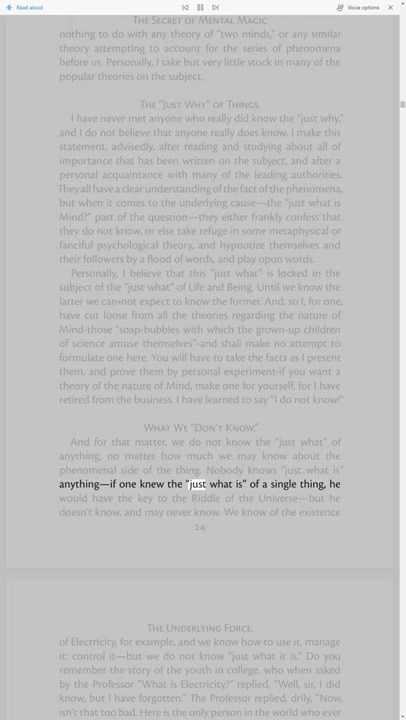 Read aloud
Voice options
The Secret of Mental Magic
nothing to do with any theory of “two minds,” or any similar
theory attempting to account for the series of phenomena
before us. Personally, I take but very little stock in many of the
popular theories on the subject.
The “Just Why” of Things.
I have never met anyone who really did know the “just why,”
and I do not believe that anyone really does know. I make this
statement, advisedly, after reading and studying about all of
importance that has been written on the subject, and after a
personal acquaintance with many of the leading authorities.
They all have a clear understanding of the fact of the phenomena,
but when it comes to the underlying cause—the “just what is
Mind?” part of the question—they either frankly confess that
they do not know, or else take refuge in some metaphysical or
fanciful psychological theory, and hypnotize themselves and
their followers by a flood of words, and play upon words.
Personally, I believe that this “just what” is locked in the
subject of the “just what” of Life and Being. Until we know the
latter we can•not expect to know the former. And, so I, for one,
have cut loose from all the theories regarding the nature of
Mind-those “soap-bubbles with which the grown-up children
of science amuse themselves”-and shall make no attempt to
formulate one here. You will have to take the facts as I present
them, and prove them by personal experiment-if you want a
theory of the nature of Mind, make one for yourself, for I have
retired from the business. I have learned to say “I do not know!”
What We “Don’t Know.”
And for that matter, we do not know the “just what” of
anything, no matter how much we may know about the
phenomenal side of the thing. Nobody knows “just what is”
anything—if one knew the “just what is” of a single thing, he
would have the key to the Riddle of the Universe—but he
doesn’t know, and may never know. We know of the existence
24
The Underlying Force.
of Electricity, for example, and we know how to use it, manage
it; control it—but we do not know “just what it is.” Do you
remember the story of the youth in college, who when asked
by the Professor “What is Electricity?” replied, “Well, sir, I did
know, but I have forgotten.” The Professor replied, drily, “Now,
isn’t that too bad. Here is the only person in the world who ever